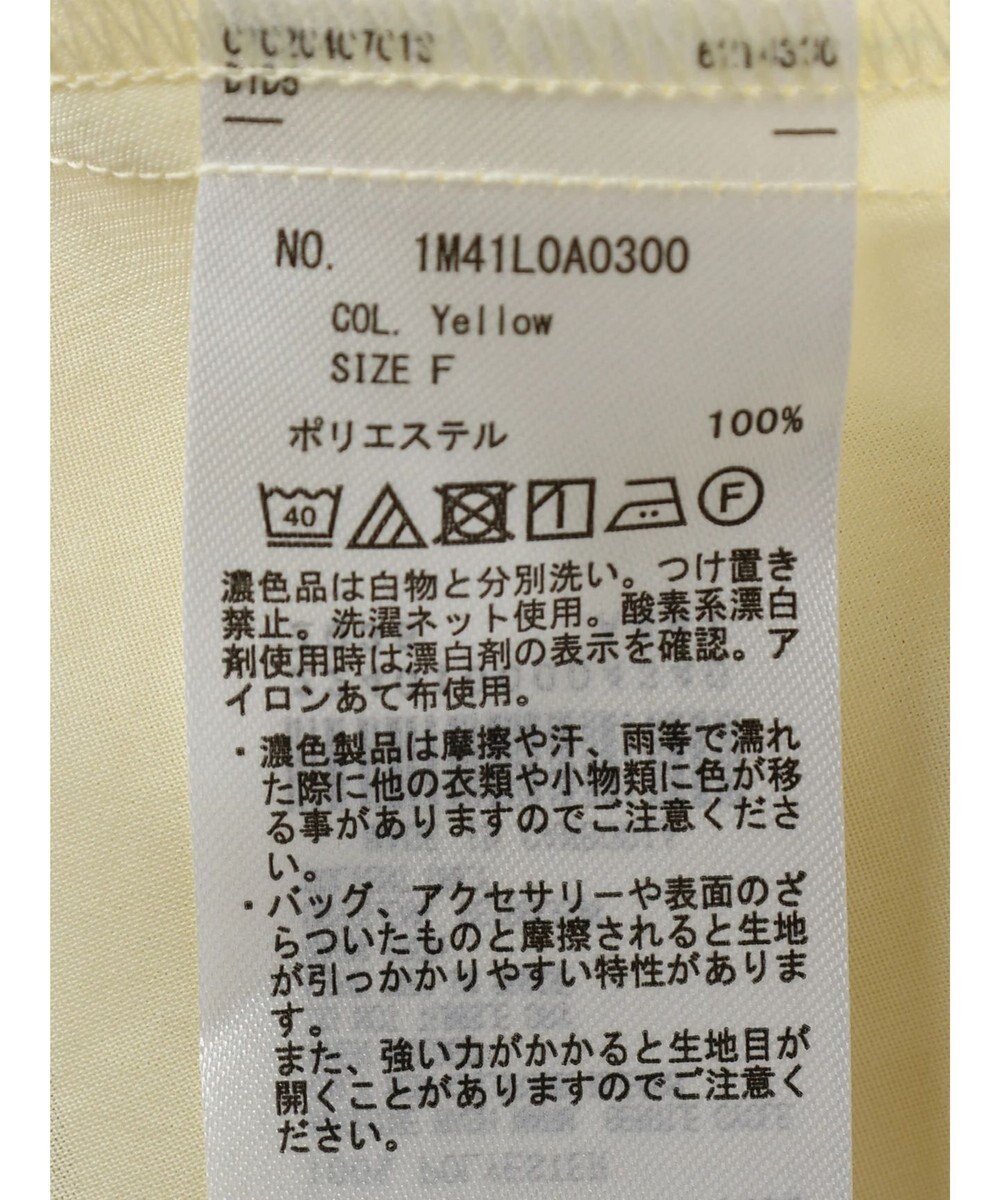 NO. 1M41L0A0300
COL. Yellow
SIZE F
ポリエステル 100%
40
F
濃色品は白物と分別洗い。つけ置き
禁止。洗濯ネット使用。酸素系漂白
剤使用時は漂白剤の表示を確認。ア
イロンあて布使用。
・濃色製品は摩擦や汗、雨等で濡れ
た際に他の衣類や小物類に色が移
る事がありますのでご注意くださ
い。
・バッグ、アクセサリーや表面のざ
らついたものと摩擦されると生地
が引っかかりやすい特性がありま
す。
また、強い力がかかると生地目が
開くことがありますのでご注意く
ださい。